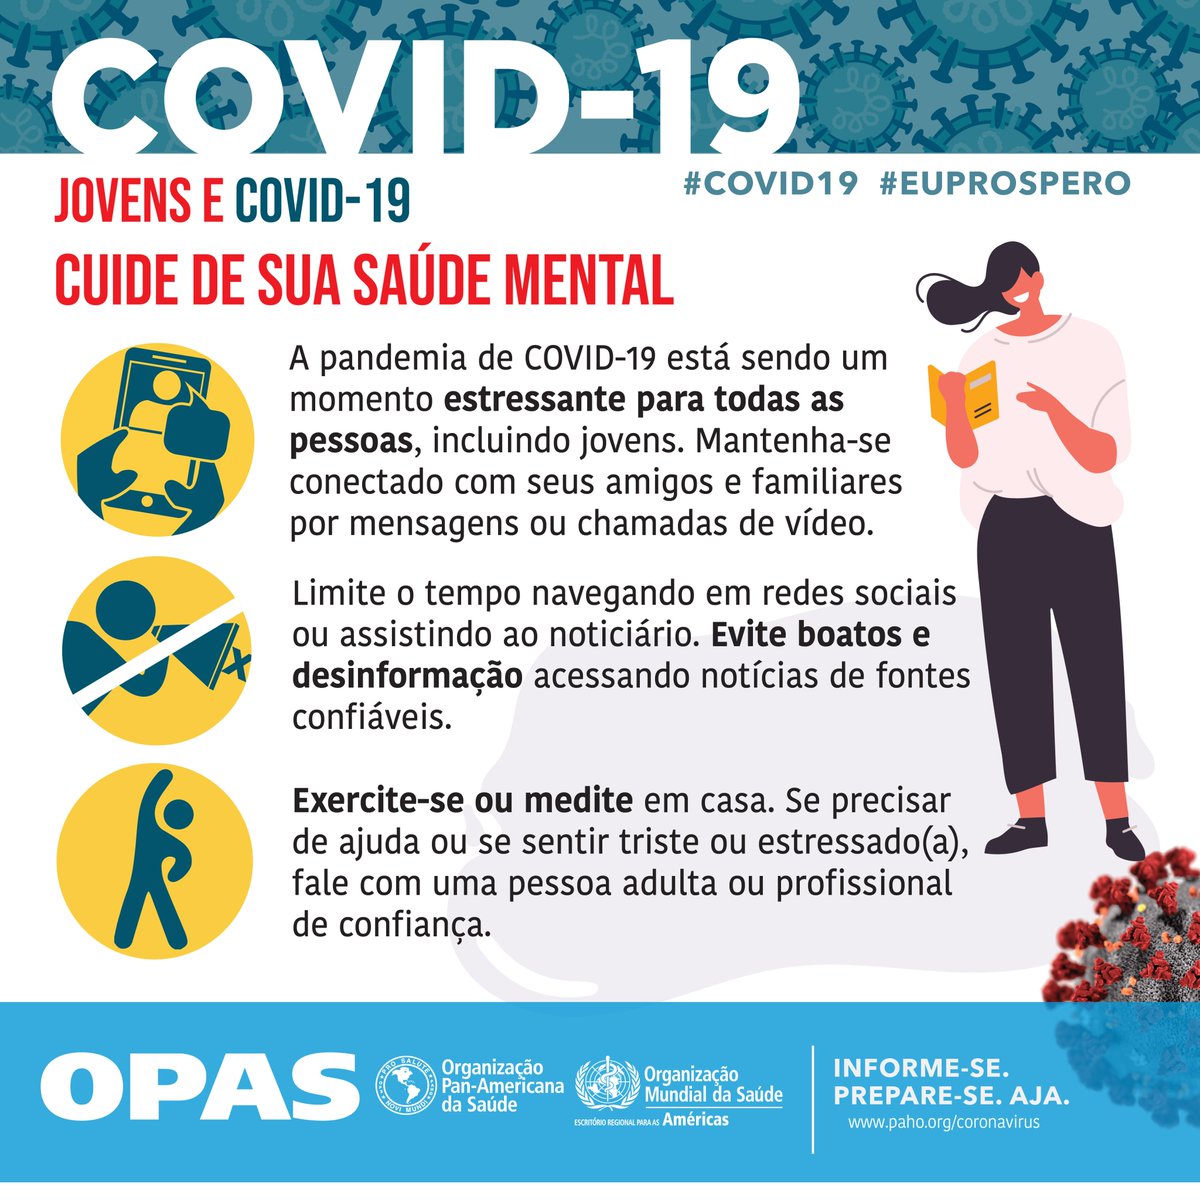 COVID-19
#COVID19 #EUPROSPERO
JOVENS E COVID-19
CUIDE DE SUA SAÚDE MENTAL
A pandemia de COVID-19 está sendo um
momento estressante para todas as
pessoas, incluindo jovens. Mantenha-se
conectado com seus amigos e familiares
por mensagens ou chamadas de vídeo.
Limite o tempo navegando em redes sociais
ou assistindo ao noticiário. Evite boatos e
desinformação acessando notícias de fontes
confiáveis.
X
Exercite-se ou medite em casa. Se precisar
de ajuda ou se sentir triste ou estressado(a),
fale com uma pessoa adulta ou profissional
de confiança.
OPAS
PRO SALUTE
NOVI MUNDI
Organização
Pan-Americana
da Saúde
Organização
Mundial da Saúde
ESCRITÓRIO REGIONAL PARA AS Américas
INFORME-SE.
PREPARE-SE. AJA.
www.paho.org/coronavirus